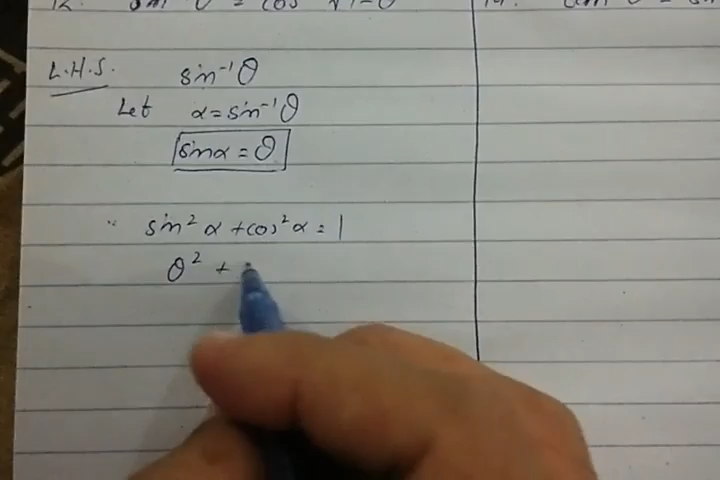 L.H.S. sin⁻¹θ
Let α = sin⁻¹θ
sinα = θ
∵ sin²α + cos²α = 1
θ² +